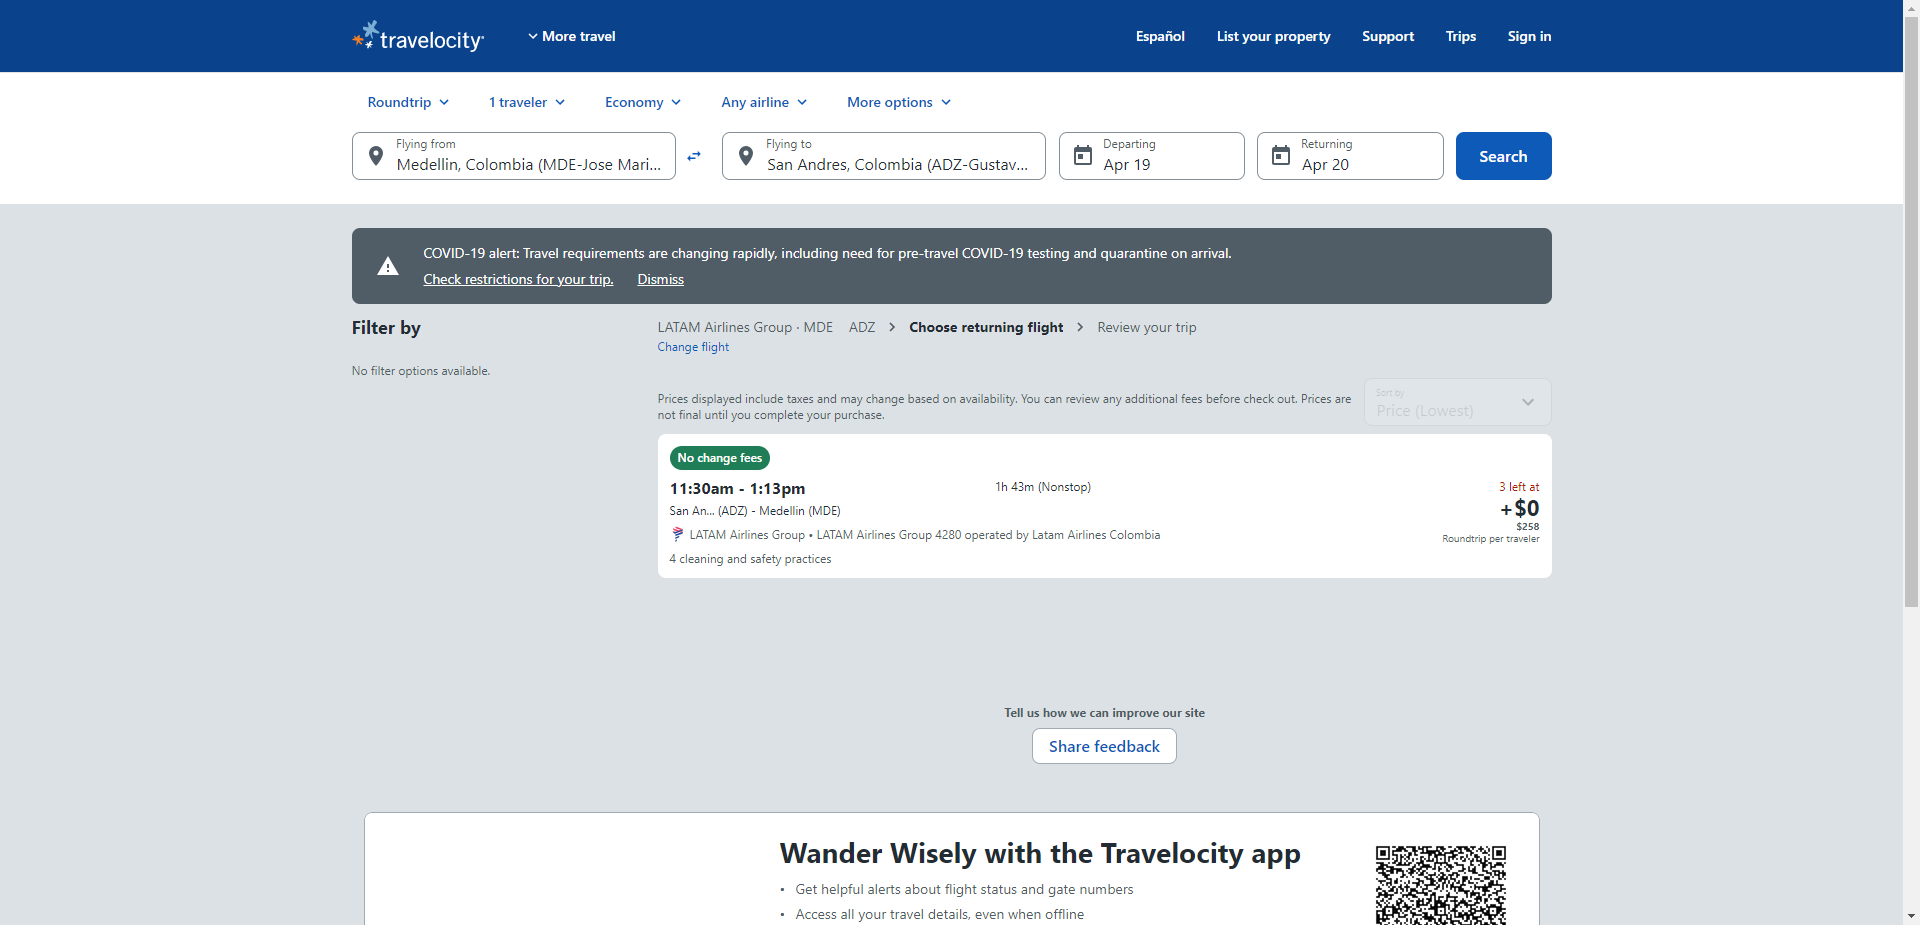 travelocity
More travel
Español
List your property
Support
Trips
Sign in
Roundtrip
1 traveler
Economy
Any airline
More options
Flying from
Medellin, Colombia (MDE-Jose Mari...
Flying to
San Andres, Colombia (ADZ-Gustav...
Departing
Apr 19
Returning
Apr 20
Search
COVID-19 alert: Travel requirements are changing rapidly, including need for pre-travel COVID-19 testing and quarantine on arrival.
Check restrictions for your trip.
Dismiss
Filter by
No filter options available.
LATAM Airlines Group · MDE ADZ
Choose returning flight
Review your trip
Change flight
Prices displayed include taxes and may change based on availability. You can review any additional fees before check out. Prices are
not final until you complete your purchase.
Sort by
Price (Lowest)
No change fees
11:30am - 1:13pm
1h 43m (Nonstop)
3 left at
+$0
$258
Roundtrip per traveler
San An... (ADZ) - Medellin (MDE)
LATAM Airlines Group • LATAM Airlines Group 4280 operated by Latam Airlines Colombia
4 cleaning and safety practices
Tell us how we can improve our site
Share feedback
Wander Wisely with the Travelocity app
• Get helpful alerts about flight status and gate numbers
• Access all your travel details, even when offline